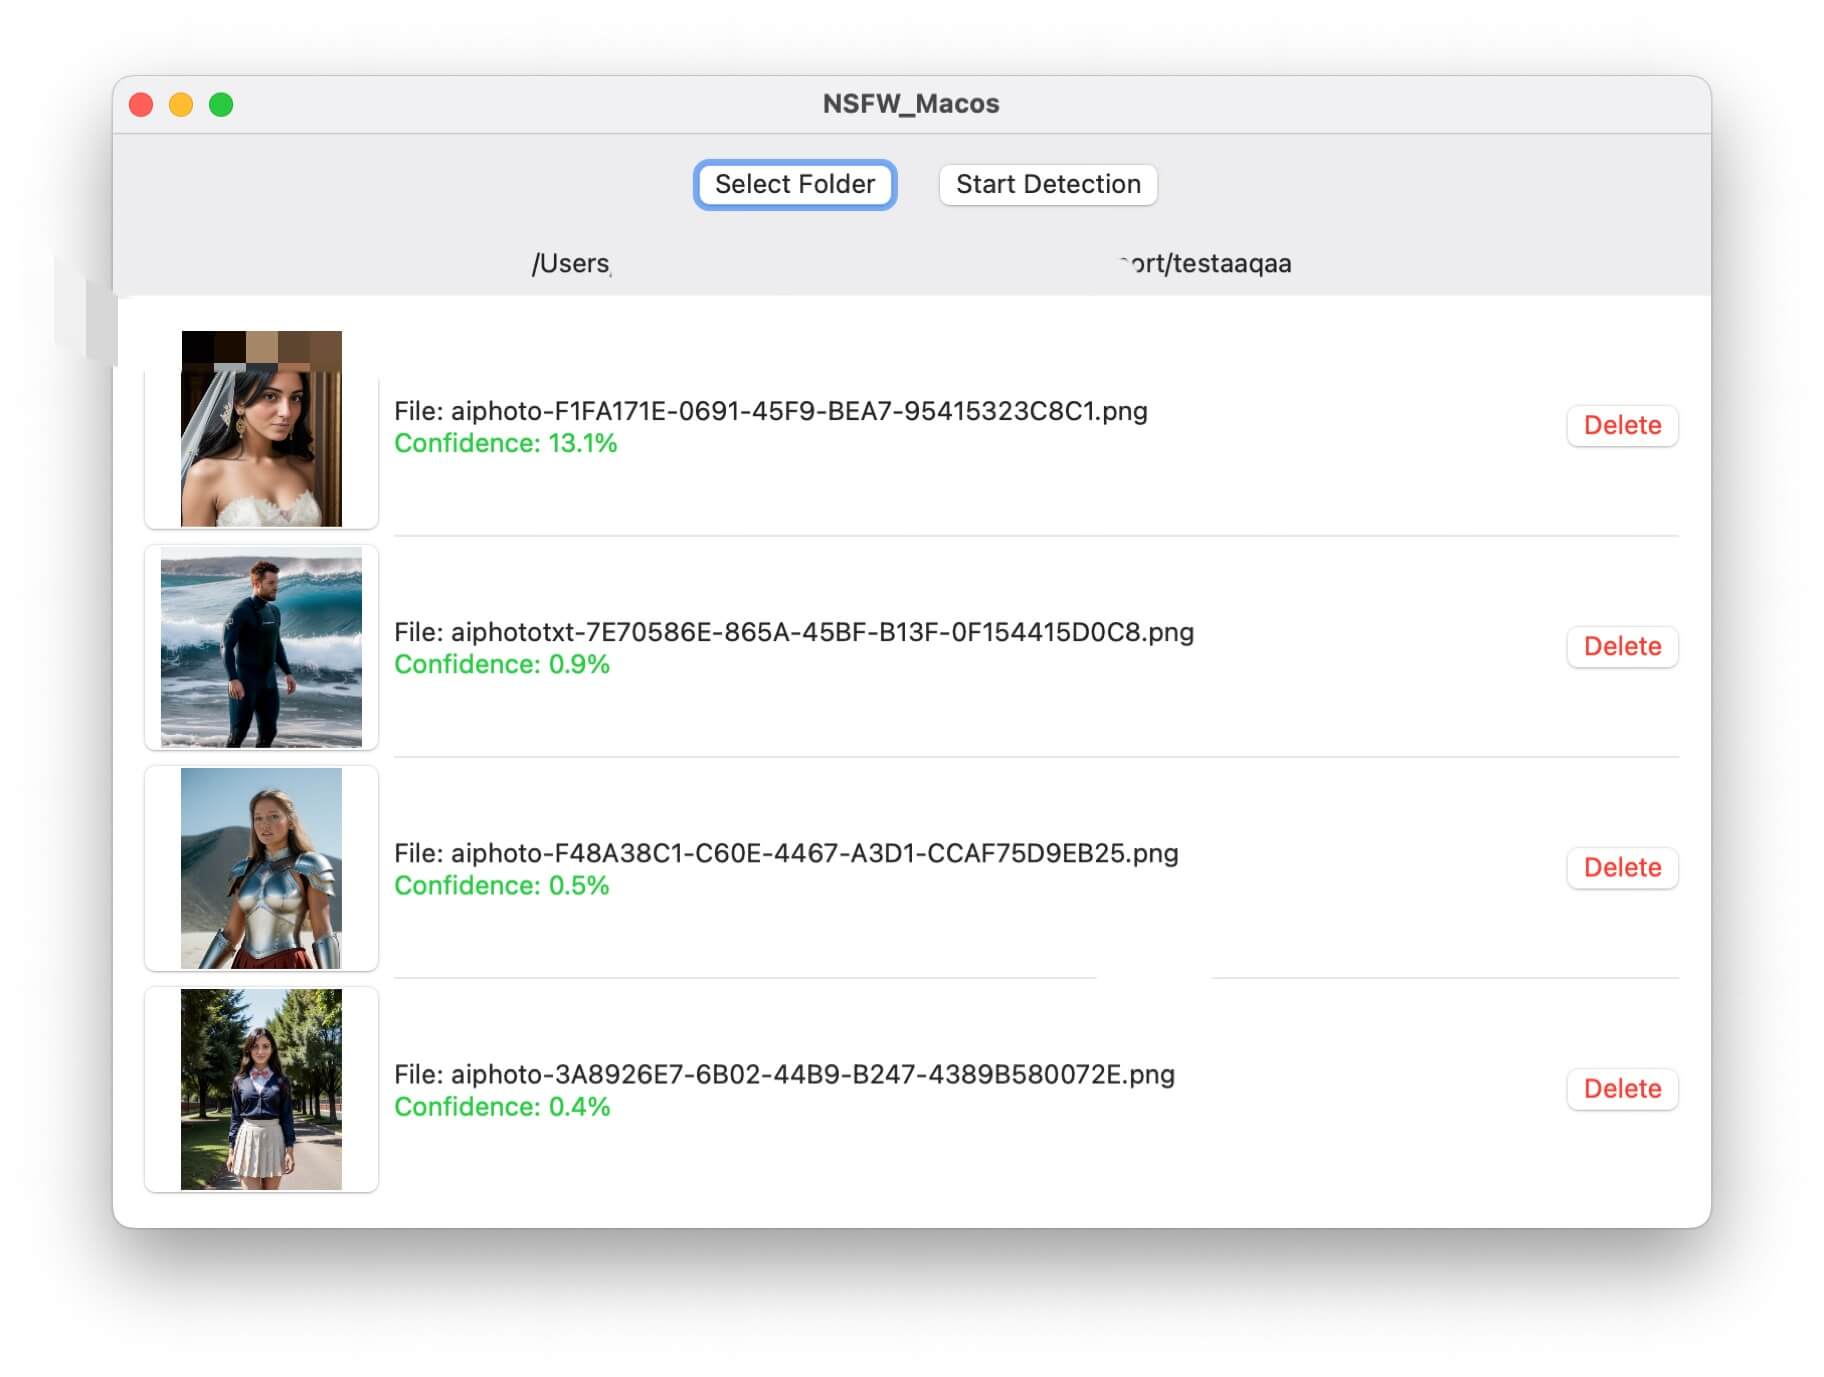 NSFW_Macos
Select Folder
Start Detection
/Users ort/testaaqaa
File: aiphoto-F1FA171E-0691-45F9-BEA7-95415323C8C1.png
Confidence: 13.1%
Delete
File: aiphototxt-7E70586E-865A-45BF-B13F-0F154415D0C8.png
Confidence: 0.9%
Delete
File: aiphoto-F48A38C1-C60E-4467-A3D1-CCAF75D9EB25.png
Confidence: 0.5%
Delete
File: aiphoto-3A8926E7-6B02-44B9-B247-4389B580072E.png
Confidence: 0.4%
Delete